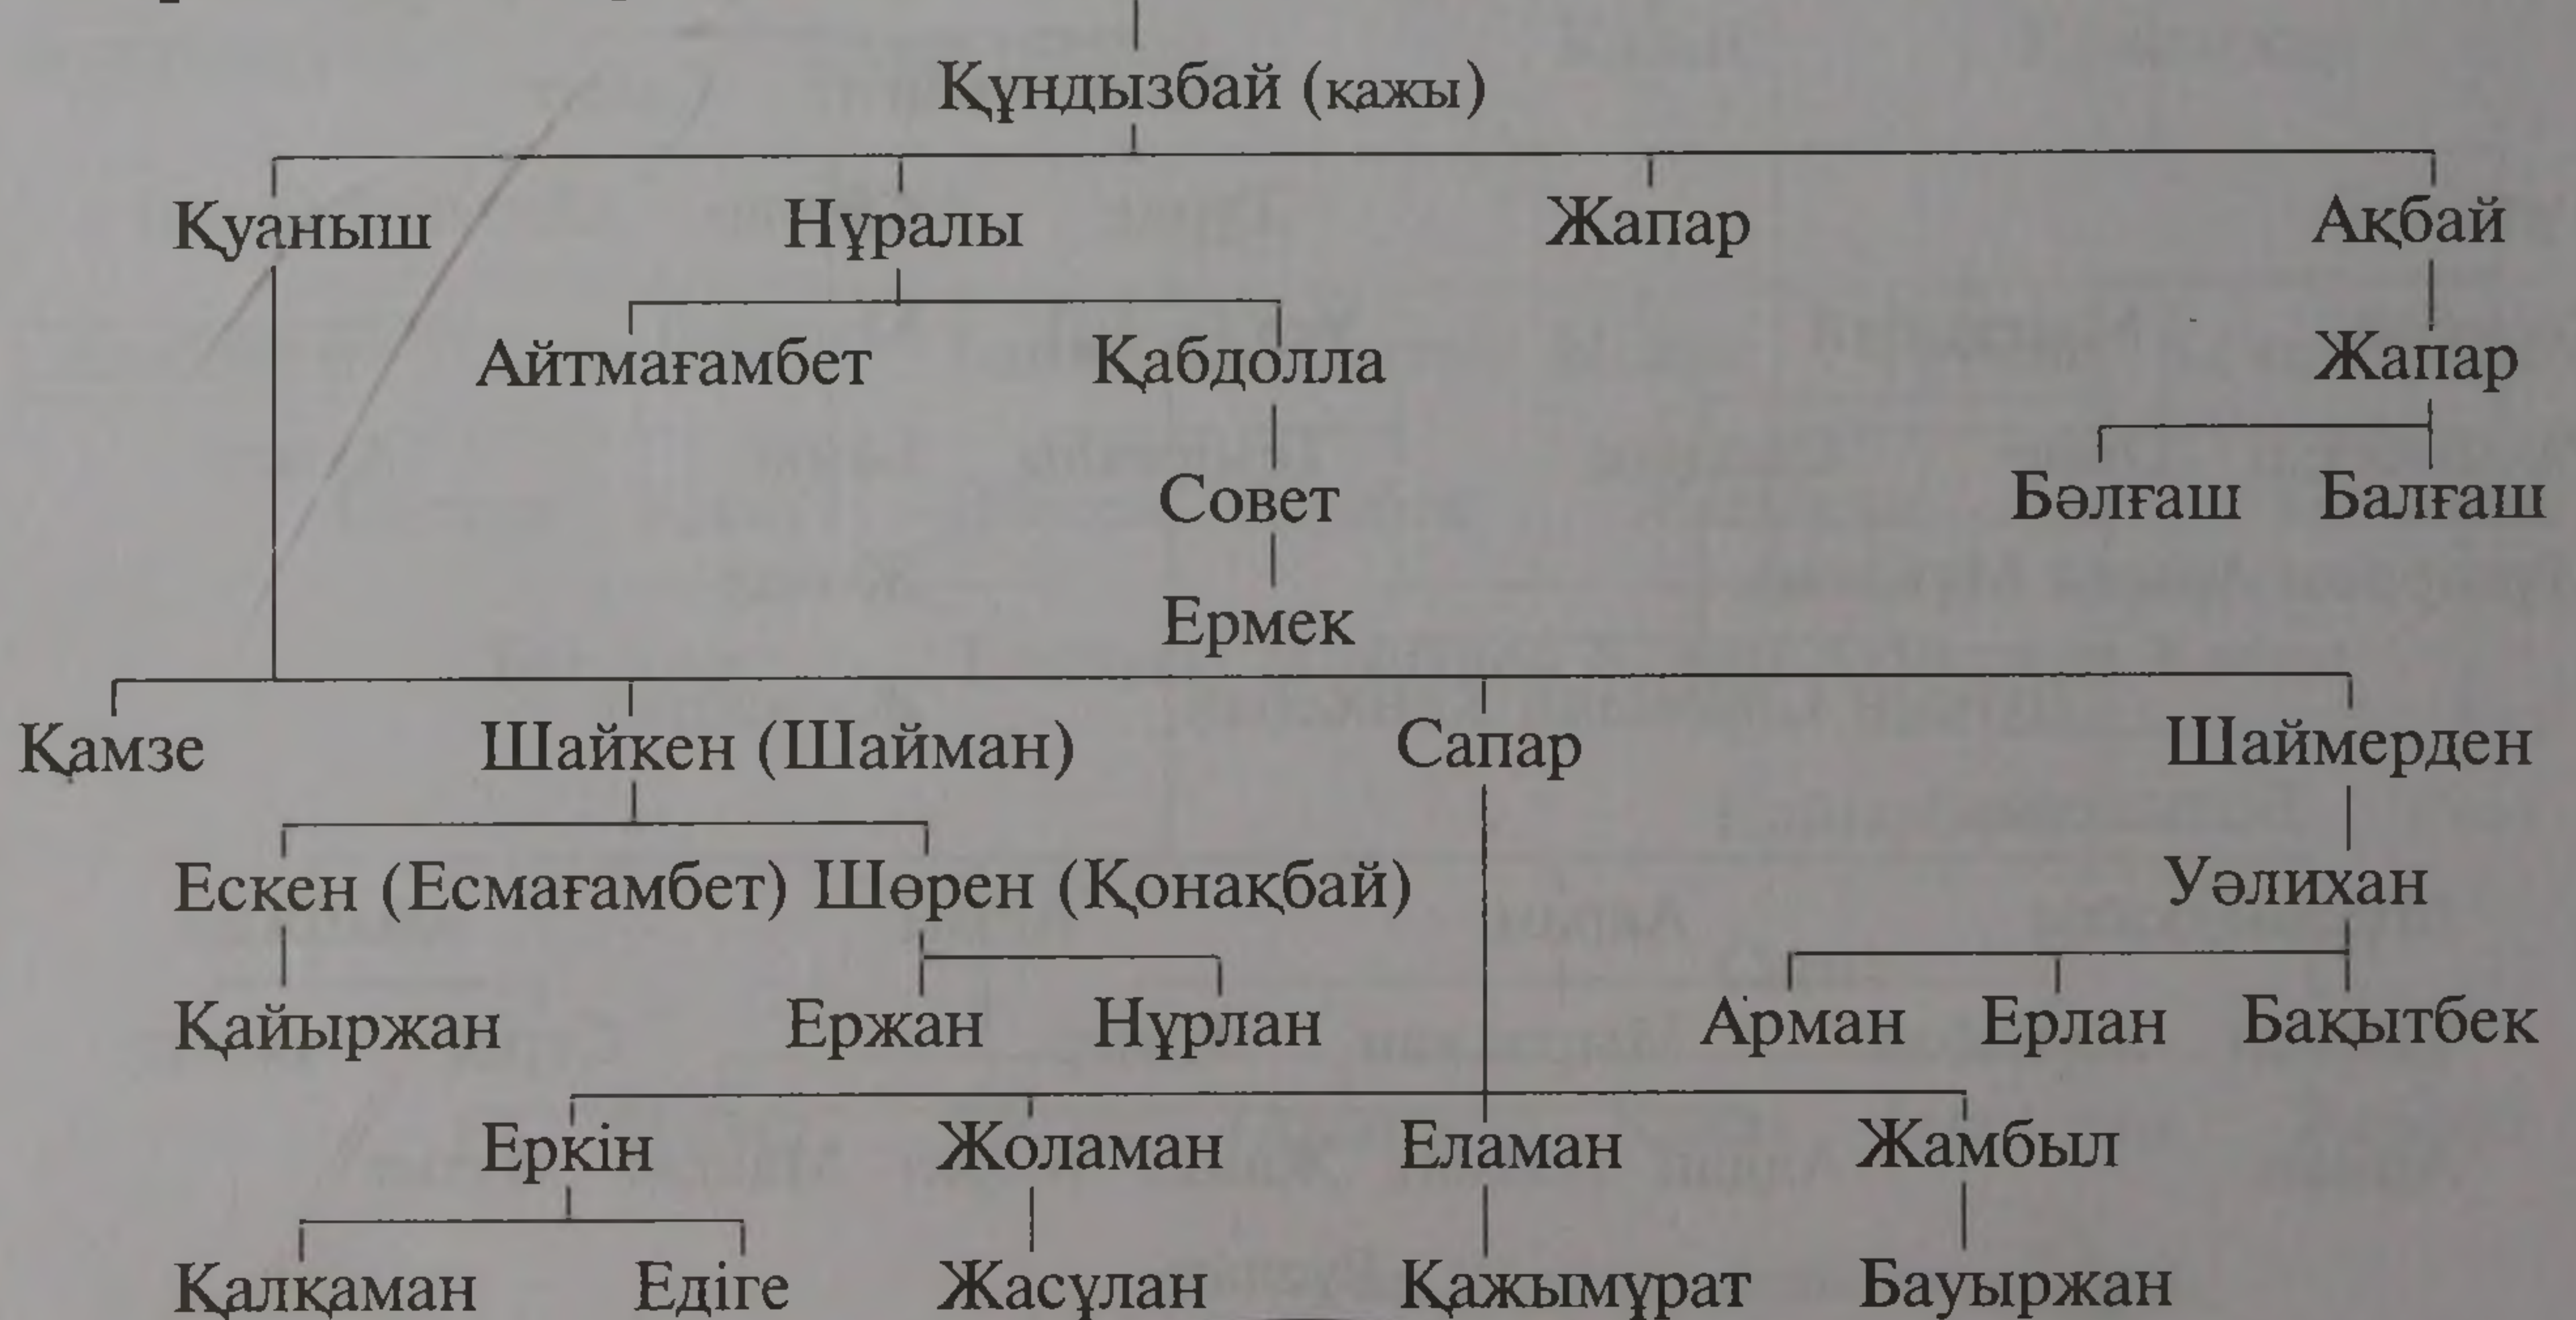 Құндызбай (қажы)
Қуаныш Нұралы Жапар Ақбай
Айтмағамбет Қабдолла Жапар
Совет Бәлғаш Балғаш
Ермек
Қамзе Шайкен (Шайман) Сапар Шаймерден
Ескен (Есмағамбет) Шөрен (Қонақбай) Уәлихан
Қайыржан Ержан Нұрлан Арман Ерлан Бақытбек
Еркін Жоламан Еламан Жамбыл
Қалқаман Едіге Жасұлан Қажымұрат Бауыржан